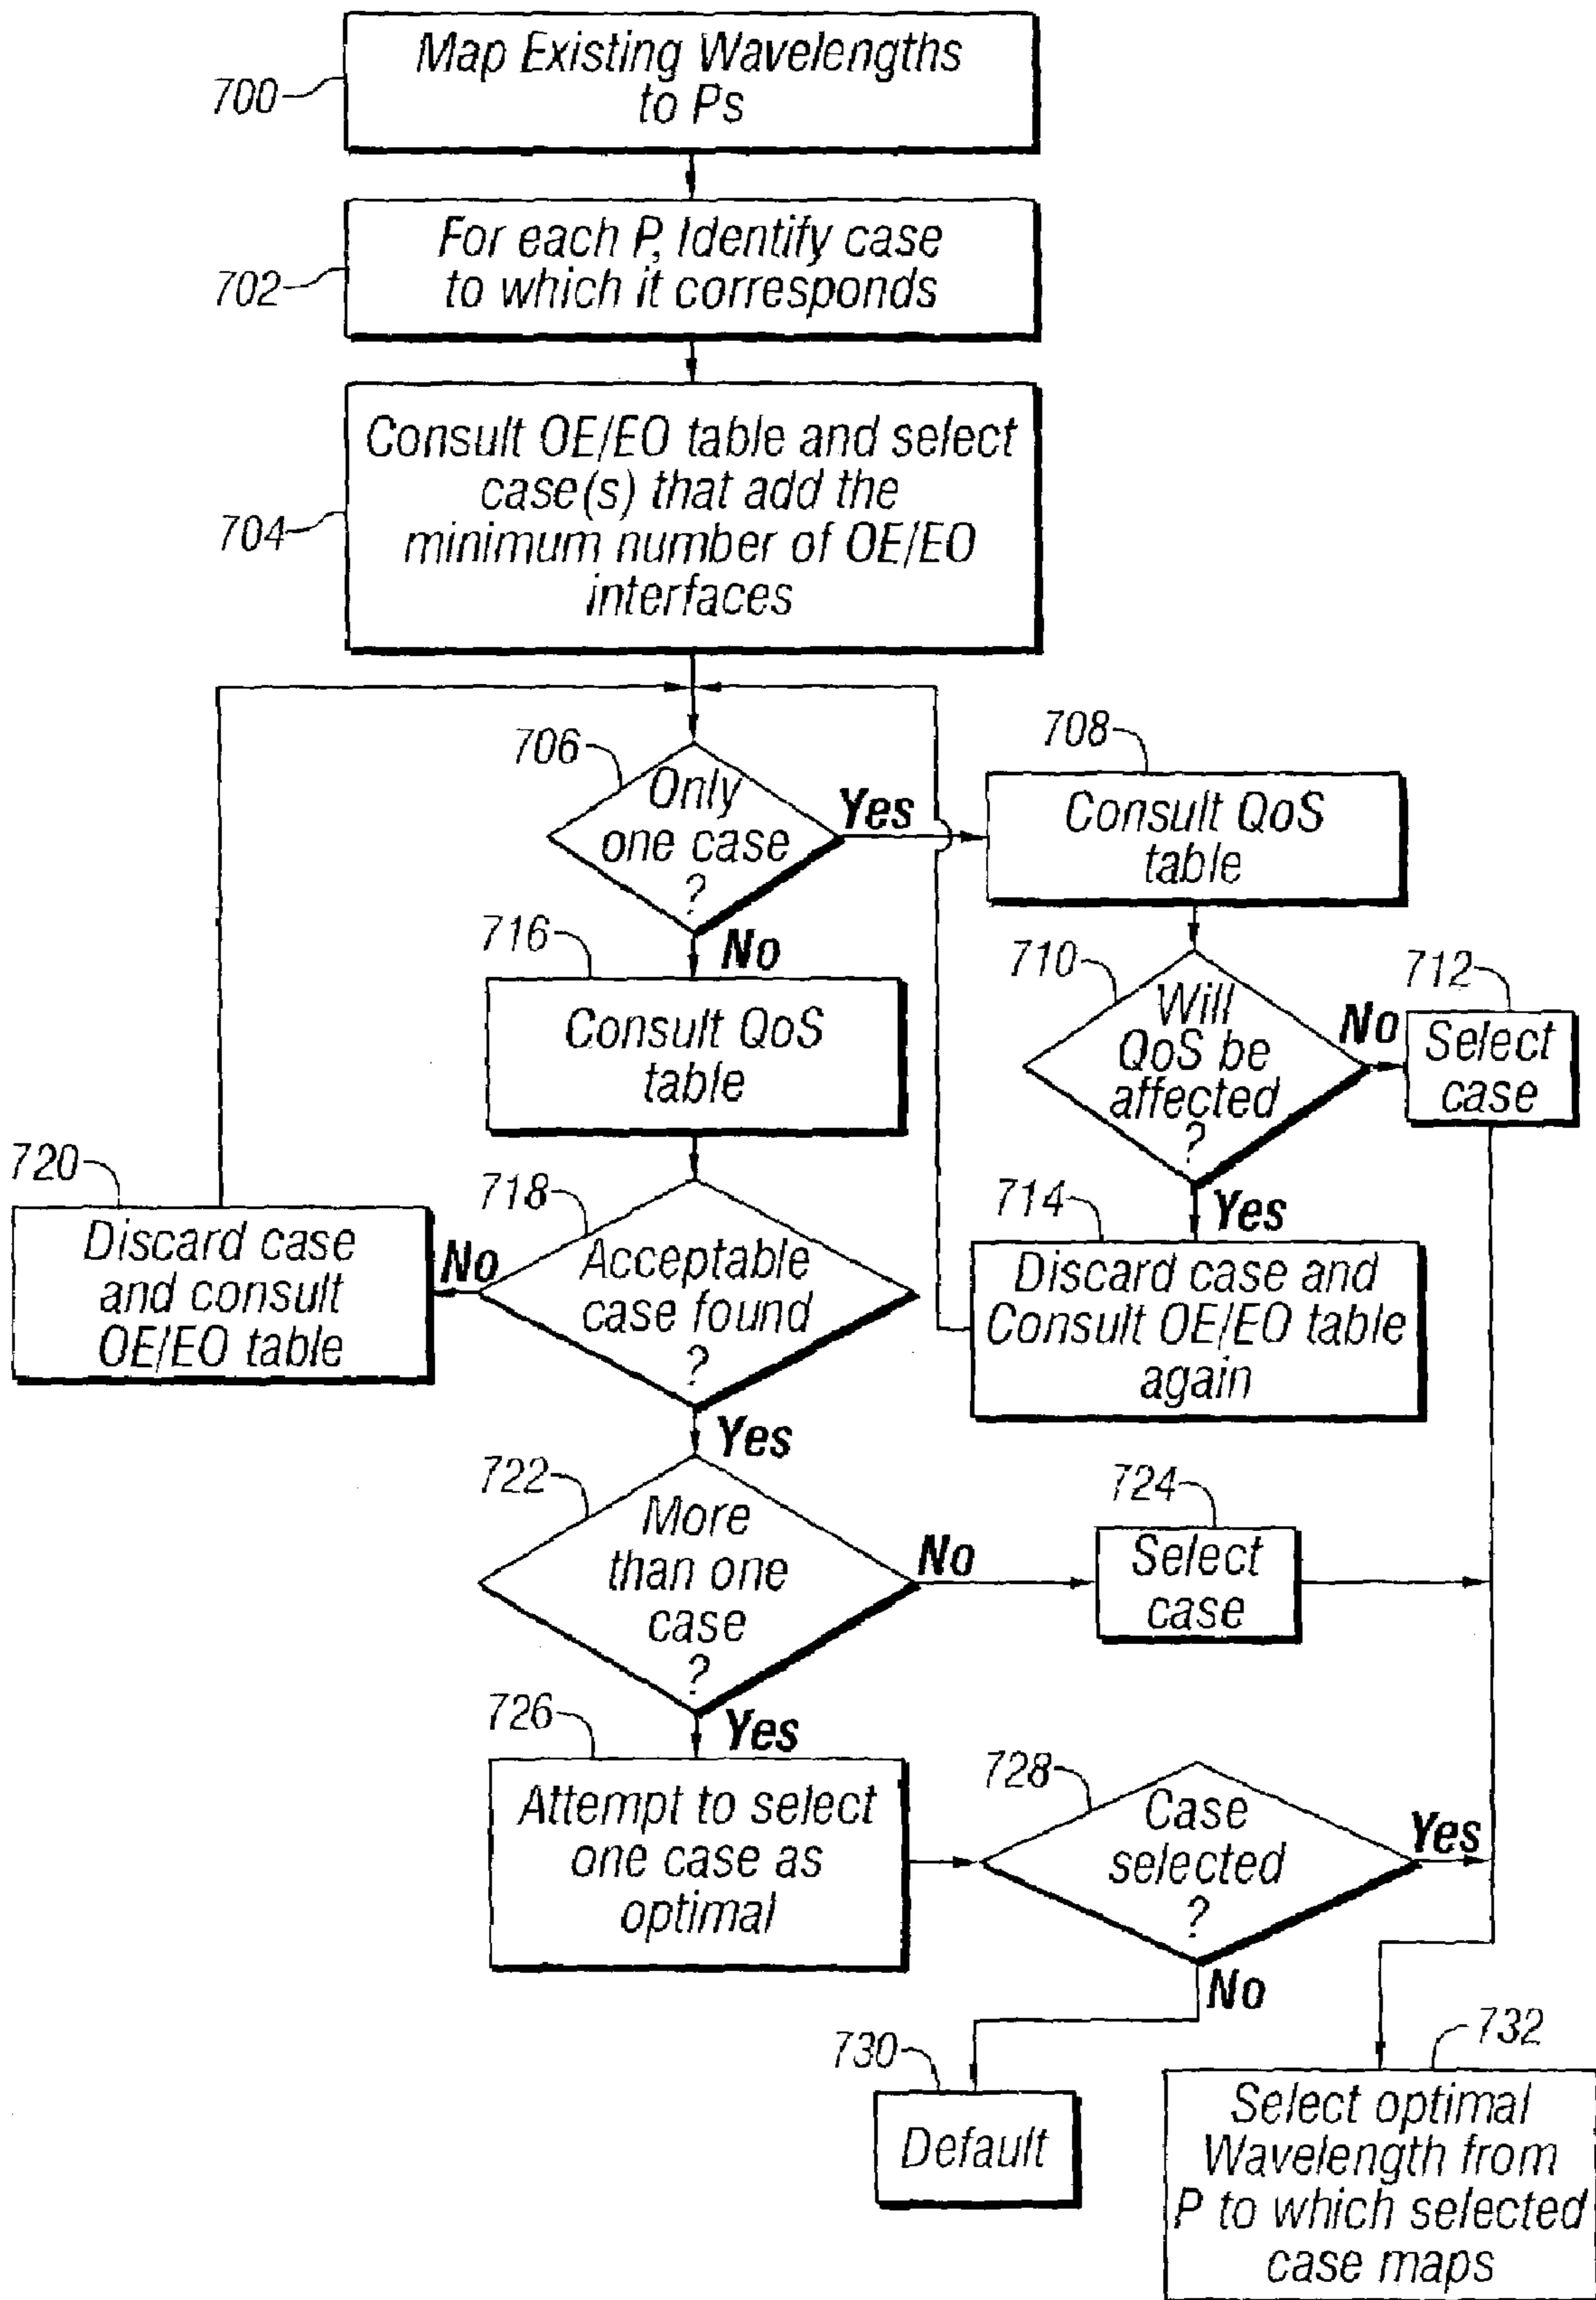 700
Map Existing Wavelengths
to Ps
702
For each P, Identify case
to which it corresponds
704
Consult OE/EO table and select
case(s) that add the
minimum number of OE/EO
interfaces
706
Only
one case
?
Yes
No
708
Consult QoS
table
710
Will
QoS be
affected
?
No
Yes
712
Select
case
714
Discard case and
Consult OE/EO table
again
716
Consult QoS
table
718
Acceptable
case found
?
No
Yes
720
Discard case
and consult
OE/EO table
722
More
than one
case
?
No
Yes
724
Select
case
726
Attempt to select
one case as
optimal
728
Case
selected
?
Yes
No
730
Default
732
Select optimal
Wavelength from
P to which selected
case maps